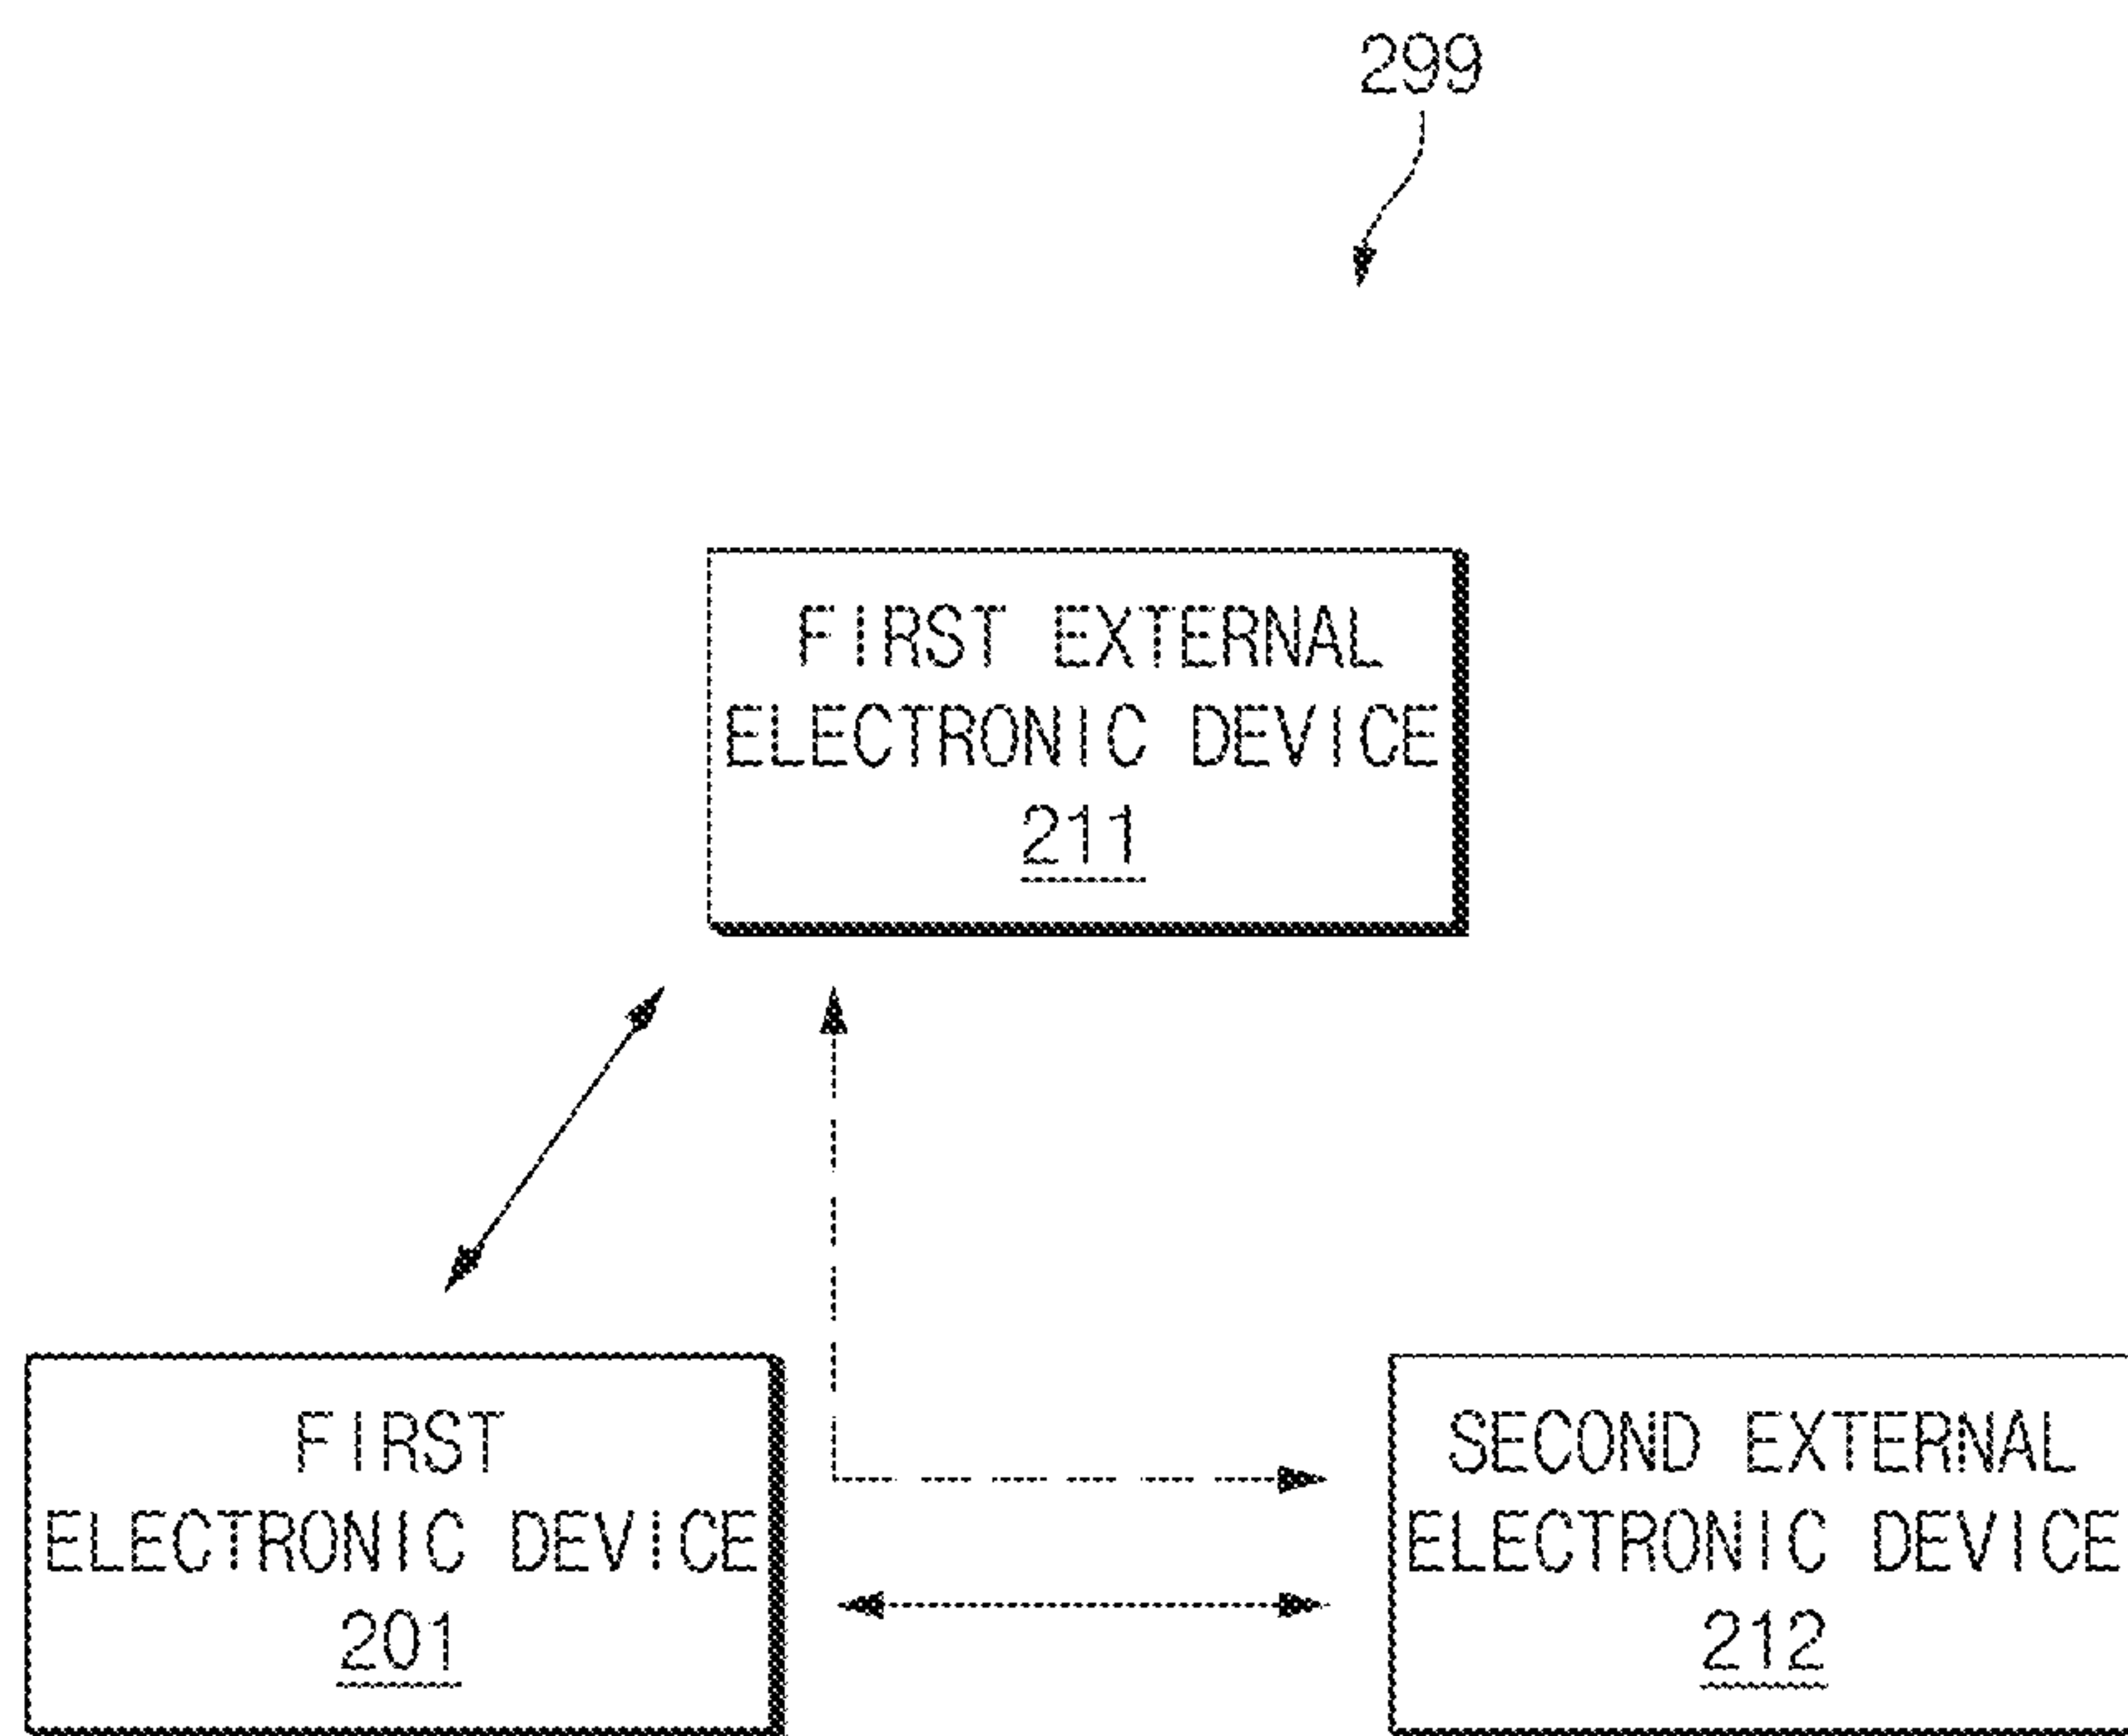 299
FIRST EXTERNAL
ELECTRONIC DEVICE
211
FIRST
ELECTRONIC DEVICE
201
SECOND EXTERNAL
ELECTRONIC DEVICE
212